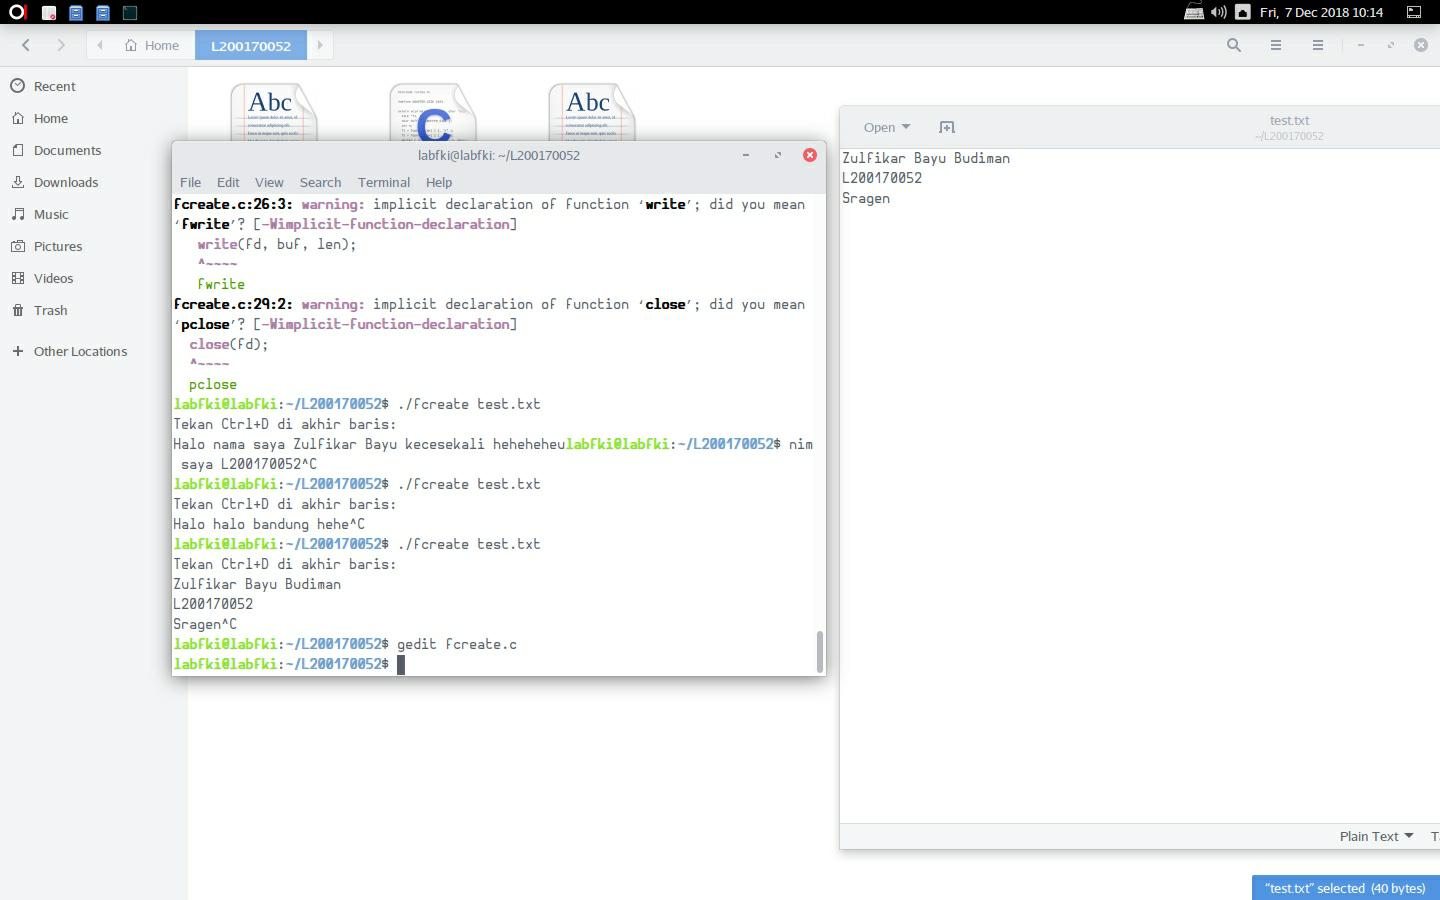 Fri, 7 Dec 2018 10:14
Home
L200170052
Recent
Home
Documents
Downloads
Music
Pictures
Videos
Trash
Other Locations
Abc
C
Abc
labfki@labfki: ~/L200170052
File Edit View Search Terminal Help
fcreate.c:26:3: warning: implicit declaration of function ‘write’; did you mean
‘fwrite’? [-Wimplicit-function-declaration]
write(fd, buf, len);
^~~~~
fwrite
fcreate.c:29:2: warning: implicit declaration of function ‘close’; did you mean
‘pclose’? [-Wimplicit-function-declaration]
close(fd);
^~~~~
pclose
labfki@labfki:~/L200170052$ ./fcreate test.txt
Tekan Ctrl+D di akhir baris:
Halo nama saya Zulfikar Bayu kecesekali heheheheulabfki@labfki:~/L200170052$ nim
saya L200170052^C
labfki@labfki:~/L200170052$ ./fcreate test.txt
Tekan Ctrl+D di akhir baris:
Halo halo bandung hehe^C
labfki@labfki:~/L200170052$ ./fcreate test.txt
Tekan Ctrl+D di akhir baris:
Zulfikar Bayu Budiman
L200170052
Sragen^C
labfki@labfki:~/L200170052$ gedit fcreate.c
labfki@labfki:~/L200170052$
Open
test.txt
~/L200170052
Zulfikar Bayu Budiman
L200170052
Sragen
Plain Text
“test.txt” selected (40 bytes)